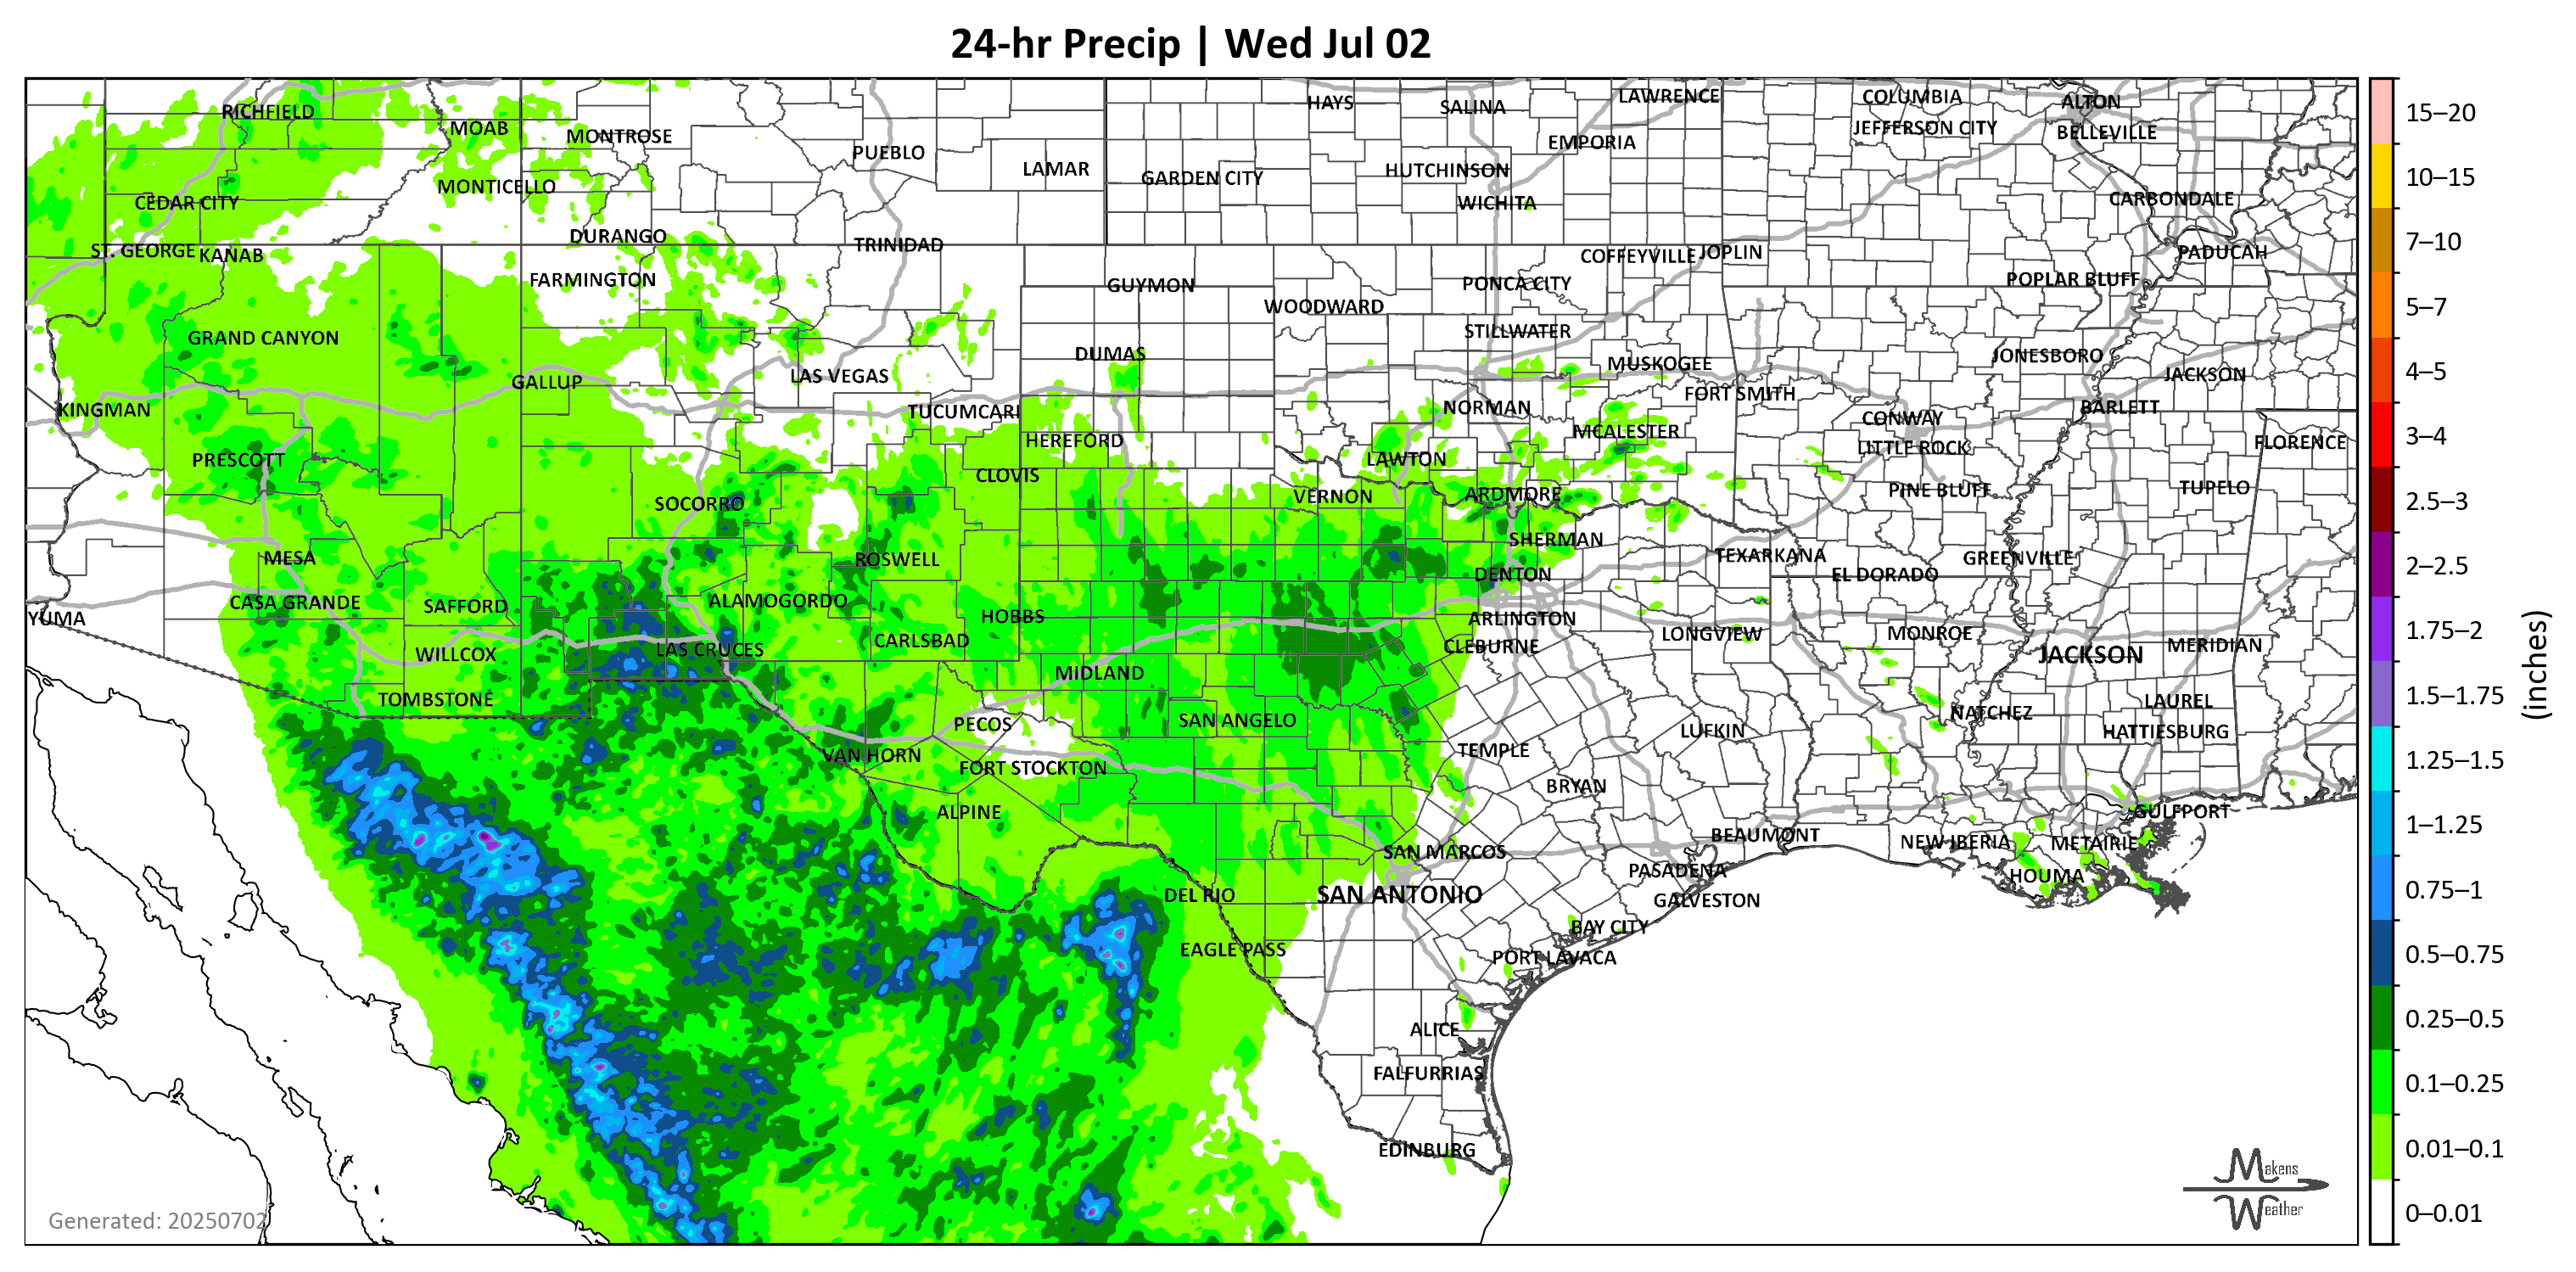 24-hr Precip | Wed Jul 02
RICHFIELD
MOAB
MONTROSE
PUEBLO
LAMAR
GARDEN CITY
HAYS
SALINA
LAWRENCE
EMPORIA
HUTCHINSON
WICHITA
COLUMBIA
JEFFERSON CITY
ALTON
BELLEVILLE
MONTICELLO
CEDAR CITY
CARBONDALE
ST. GEORGE
KANAB
DURANGO
TRINIDAD
COFFEYVILLE
JOPLIN
PADUCAH
FARMINGTON
GUYMON
WOODWARD
PONCA CITY
POPLAR BLUFF
GRAND CANYON
STILLWATER
DUMAS
MUSKOGEE
JONESBORO
GALLUP
LAS VEGAS
JACKSON
FORT SMITH
KINGMAN
TUCUMCARI
NORMAN
BARLETT
CONWAY
HEREFORD
MCALESTER
LITTLE ROCK
FLORENCE
PRESCOTT
CLOVIS
LAWTON
SOCORRO
VERNON
ARDMORE
PINE BLUFF
TUPELO
MESA
ROSWELL
SHERMAN
TEXARKANA
GREENVILLE
DENTON
EL DORADO
YUMA
CASA GRANDE
SAFFORD
ALAMOGORDO
HOBBS
ARLINGTON
WILLCOX
LAS CRUCES
CARLSBAD
CLEBURNE
LONGVIEW
MONROE
JACKSON
MERIDIAN
TOMBSTONE
MIDLAND
PECOS
SAN ANGELO
NATCHEZ
LAUREL
HATTIESBURG
LUFKIN
VAN HORN
FORT STOCKTON
TEMPLE
BRYAN
ALPINE
GULFPORT
SAN MARCOS
BEAUMONT
NEW IBERIA
METAIRIE
PASADENA
HOUMA
DEL RIO
SAN ANTONIO
GALVESTON
BAY CITY
EAGLE PASS
PORT LAVACA
ALICE
FALFURRIAS
EDINBURG
Generated: 20250702
Makens
Weather
15–20
10–15
7–10
5–7
4–5
3–4
2.5–3
2–2.5
1.75–2
1.5–1.75
1.25–1.5
1–1.25
0.75–1
0.5–0.75
0.25–0.5
0.1–0.25
0.01–0.1
0–0.01
(inches)